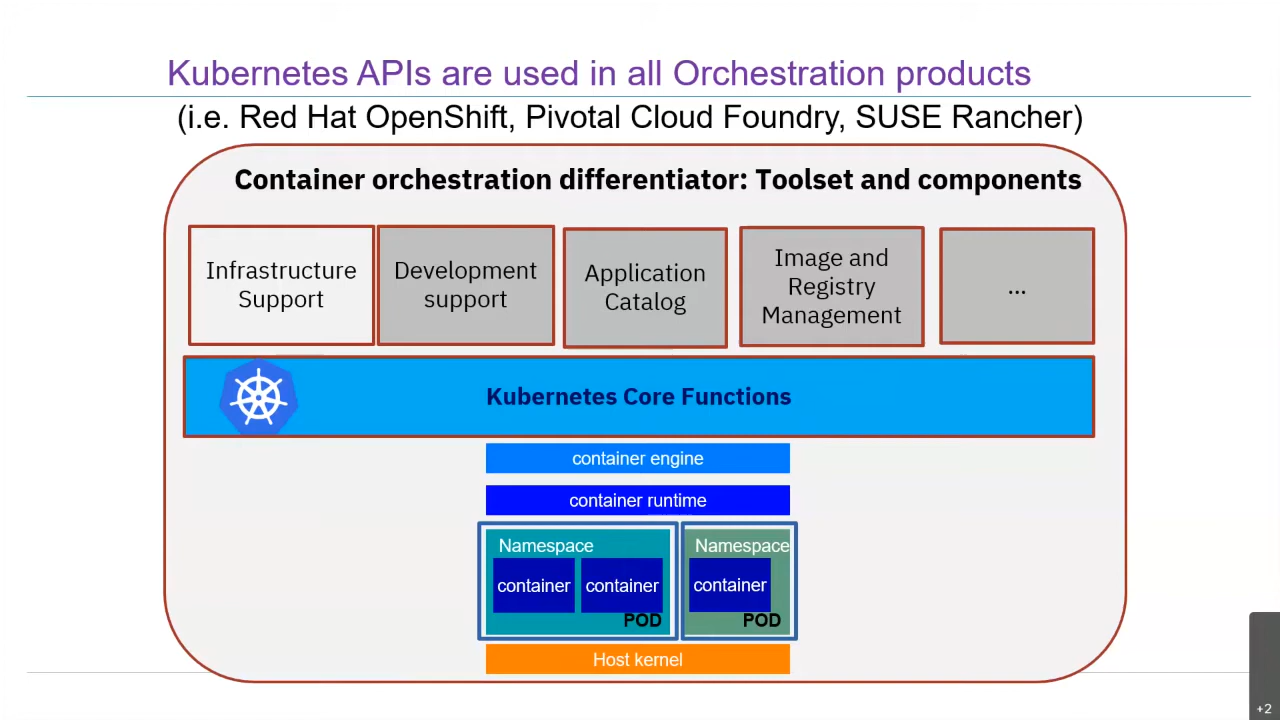 Kubernetes APIs are used in all Orchestration products
(i.e. Red Hat OpenShift, Pivotal Cloud Foundry, SUSE Rancher)
Container orchestration differentiator: Toolset and components
Infrastructure
Support
Development
support
Application
Catalog
Image and
Registry
Management
...
Kubernetes Core Functions
container engine
container runtime
Namespace
container
container
POD
Namespace
container
POD
Host kernel
+2